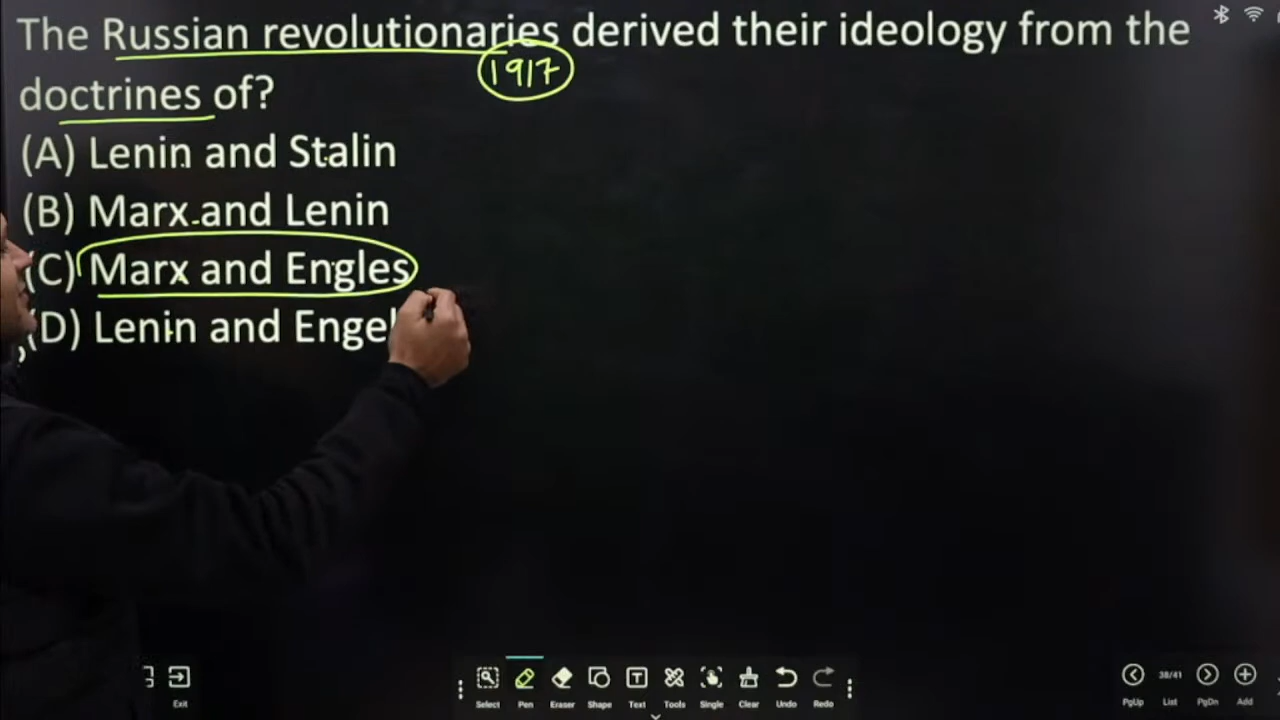 The Russian revolutionaries derived their ideology from the
1917
doctrines of?
(A) Lenin and Stalin
(B) Marx and Lenin
(C) Marx and Engles
(D) Lenin and Engel
Exit
Select Pen Eraser Shape Text Tools Single Clear Undo Redo
38/41
PgUp List PgDn Add